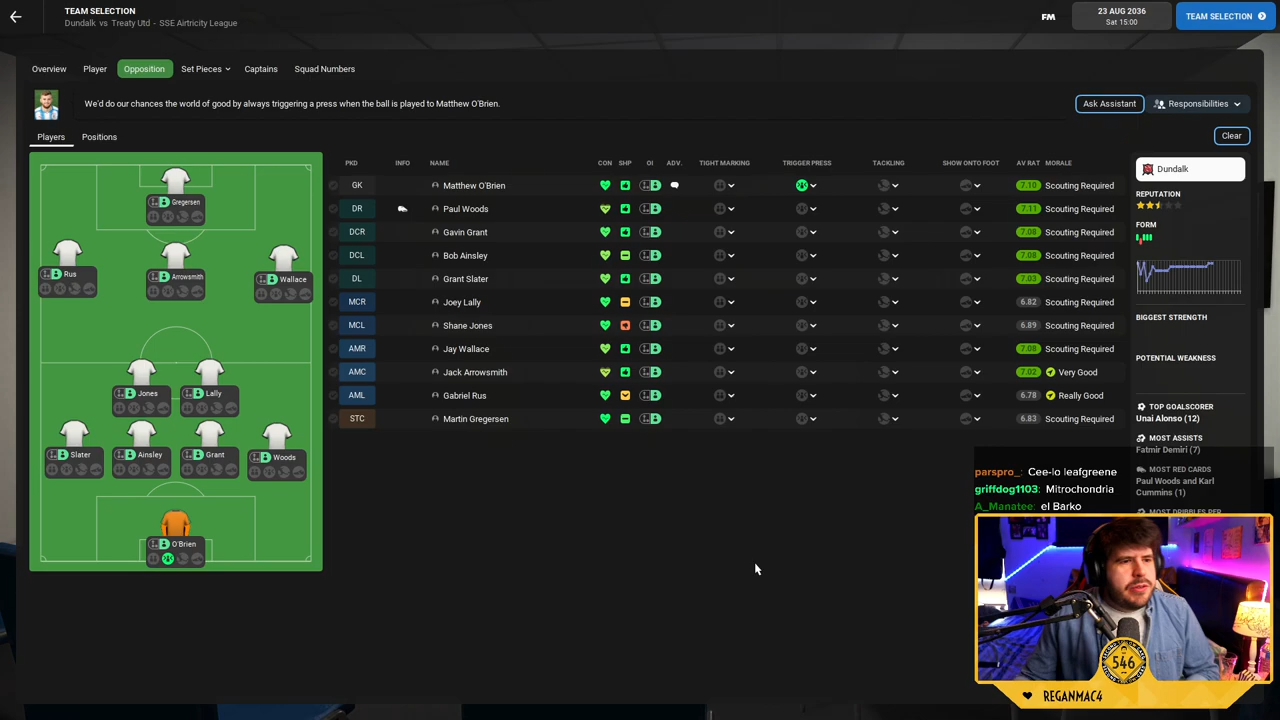 TEAM SELECTION
Dundalk vs Treaty Utd - SSE Airtricity League
FM
23 AUG 2036
Sat 15:00
TEAM SELECTION
Overview Player Opposition Set Pieces Captains Squad Numbers
We'd do our chances the world of good by always triggering a press when the ball is played to Matthew O'Brien.
Ask Assistant
Responsibilities
Players Positions
Clear
Gregersen
Rus
Arrowsmith
Wallace
Jones
Lally
Slater
Ainsley
Grant
Woods
O'Brien
PKD INFO NAME CON SHP OI ADV. TIGHT MARKING TRIGGER PRESS TACKLING SHOW ONTO FOOT AV RAT MORALE
GK Matthew O'Brien 7.10 Scouting Required
DR Paul Woods 7.11 Scouting Required
DCR Gavin Grant 7.08 Scouting Required
DCL Bob Ainsley 7.08 Scouting Required
DL Grant Slater 7.03 Scouting Required
MCR Joey Lally 6.82 Scouting Required
MCL Shane Jones 6.89 Scouting Required
AMR Jay Wallace 7.08 Scouting Required
AMC Jack Arrowsmith 7.02 Very Good
AML Gabriel Rus 6.78 Really Good
STC Martin Gregersen 6.83 Scouting Required
Dundalk
REPUTATION
FORM
BIGGEST STRENGTH
POTENTIAL WEAKNESS
TOP GOALSCORER
Unai Alonso (12)
MOST ASSISTS
Fatmir Demiri (7)
MOST RED CARDS
Paul Woods and Karl
Cummins (1)
MOST DRIBBLES PER
parspro_: Cee-lo leafgreene
griffdog1103: Mitrochondria
A_Manatee: el Barko
546
REGANMAC4